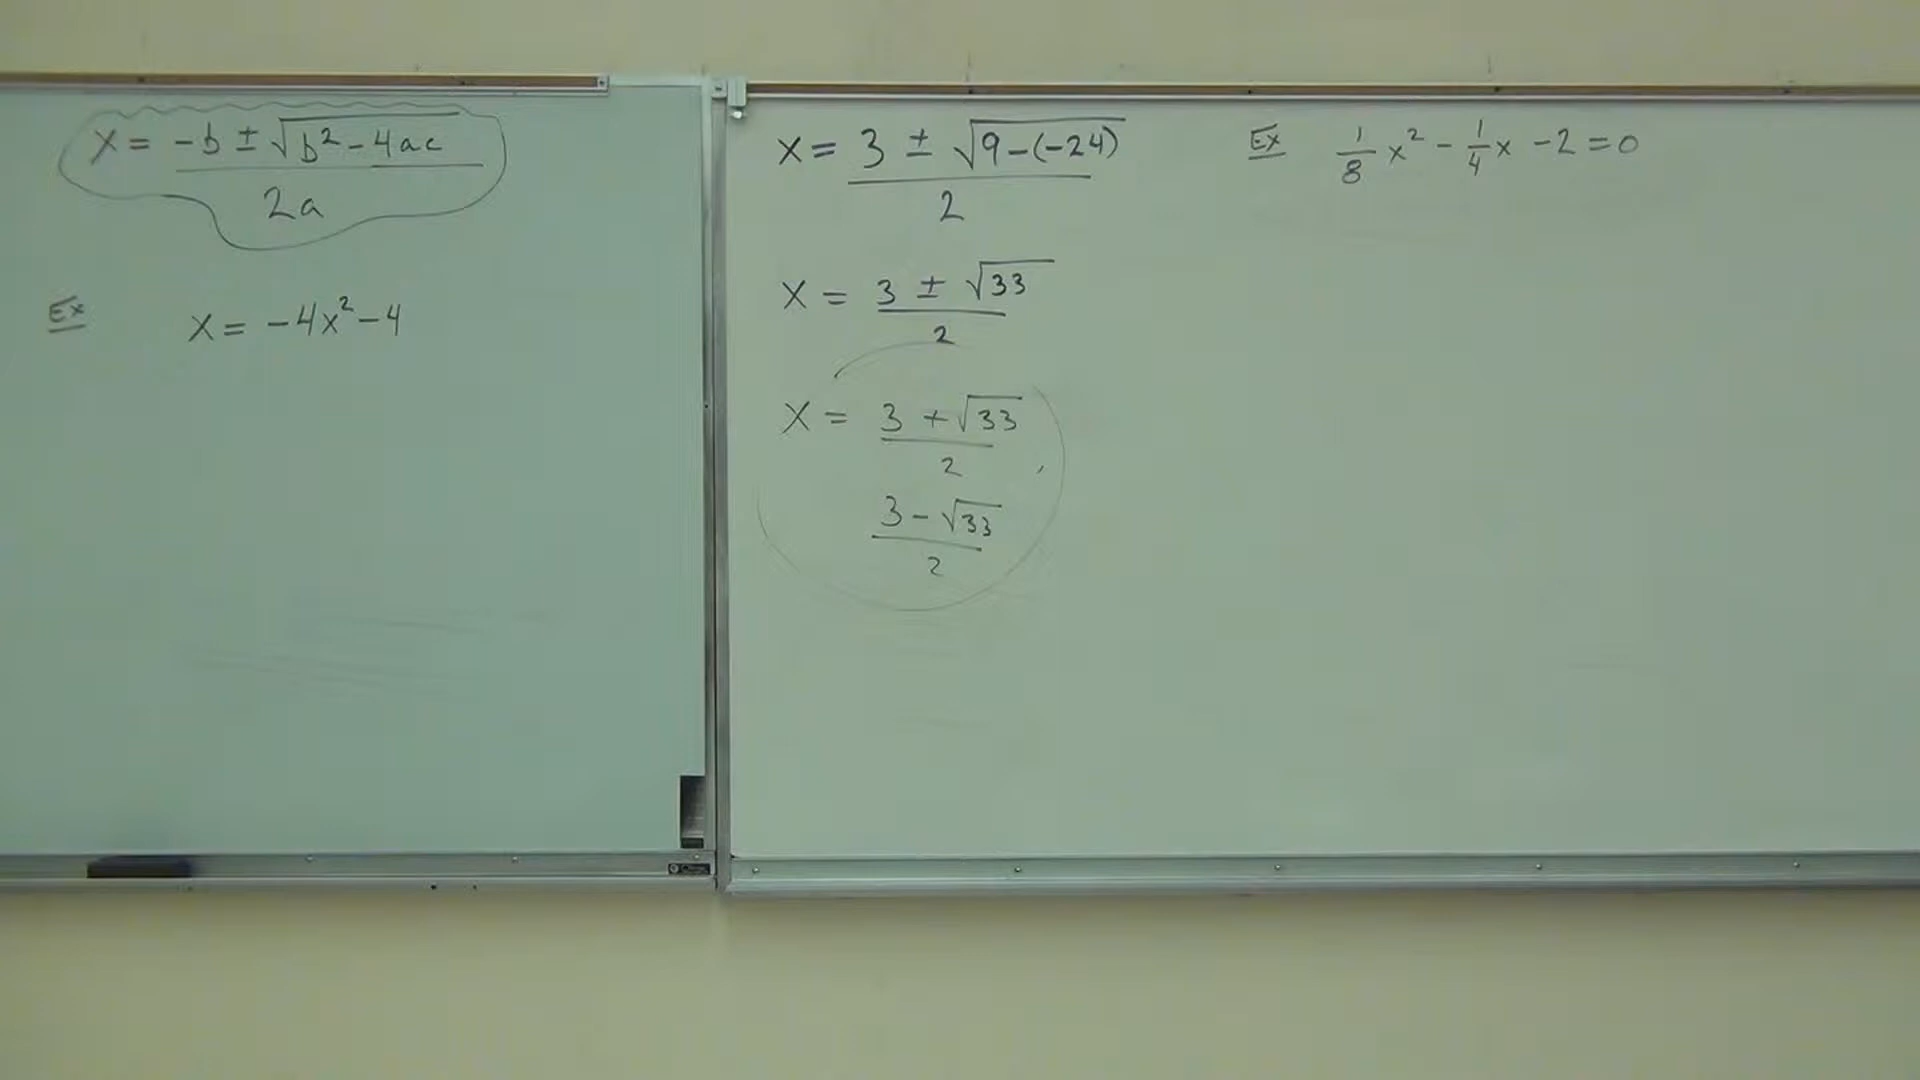 x = -b ± √(b² - 4ac) / 2a
Ex x = -4x² - 4
x = 3 ± √(9-(-24)) / 2
x = 3 ± √33 / 2
x = 3 + √33 / 2 ,
3 - √33 / 2
Ex 1/8 x² - 1/4 x - 2 = 0